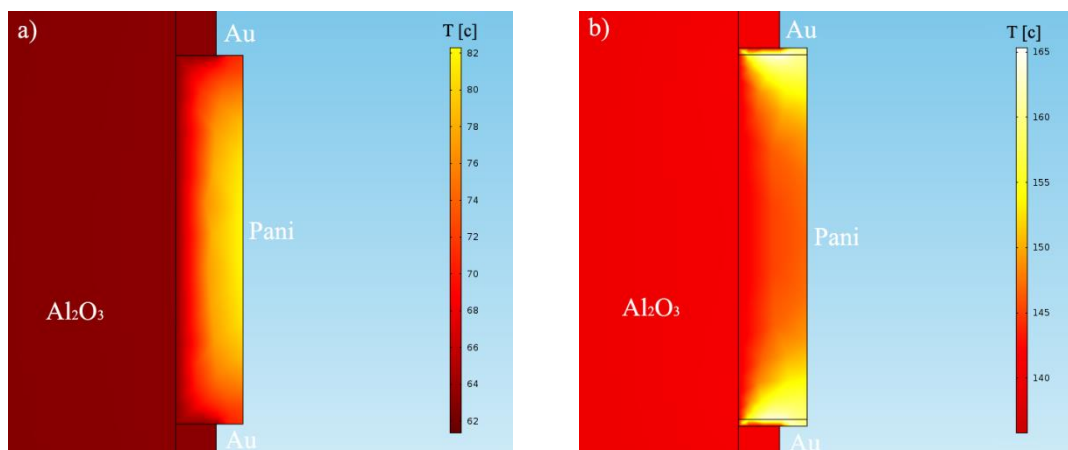 a)
Au
T [c]
82
80
78
76
74
72
70
68
66
64
62
Pani
Al₂O₃
Au
b)
Au
T [c]
165
160
155
150
145
140
Pani
Al₂O₃
Au